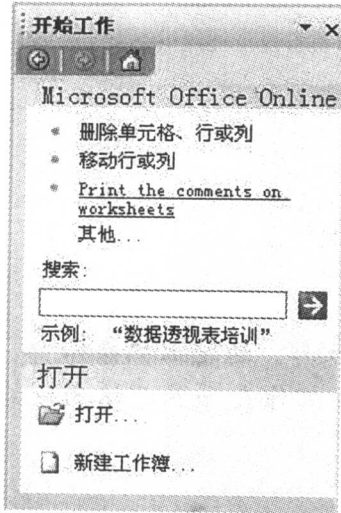 开始工作
Microsoft Office Online
删除单元格、行或列
移动行或列
Print the comments on
worksheets
其他...
搜索:
示例: “数据透视表培训”
打开
打开...
新建工作簿...